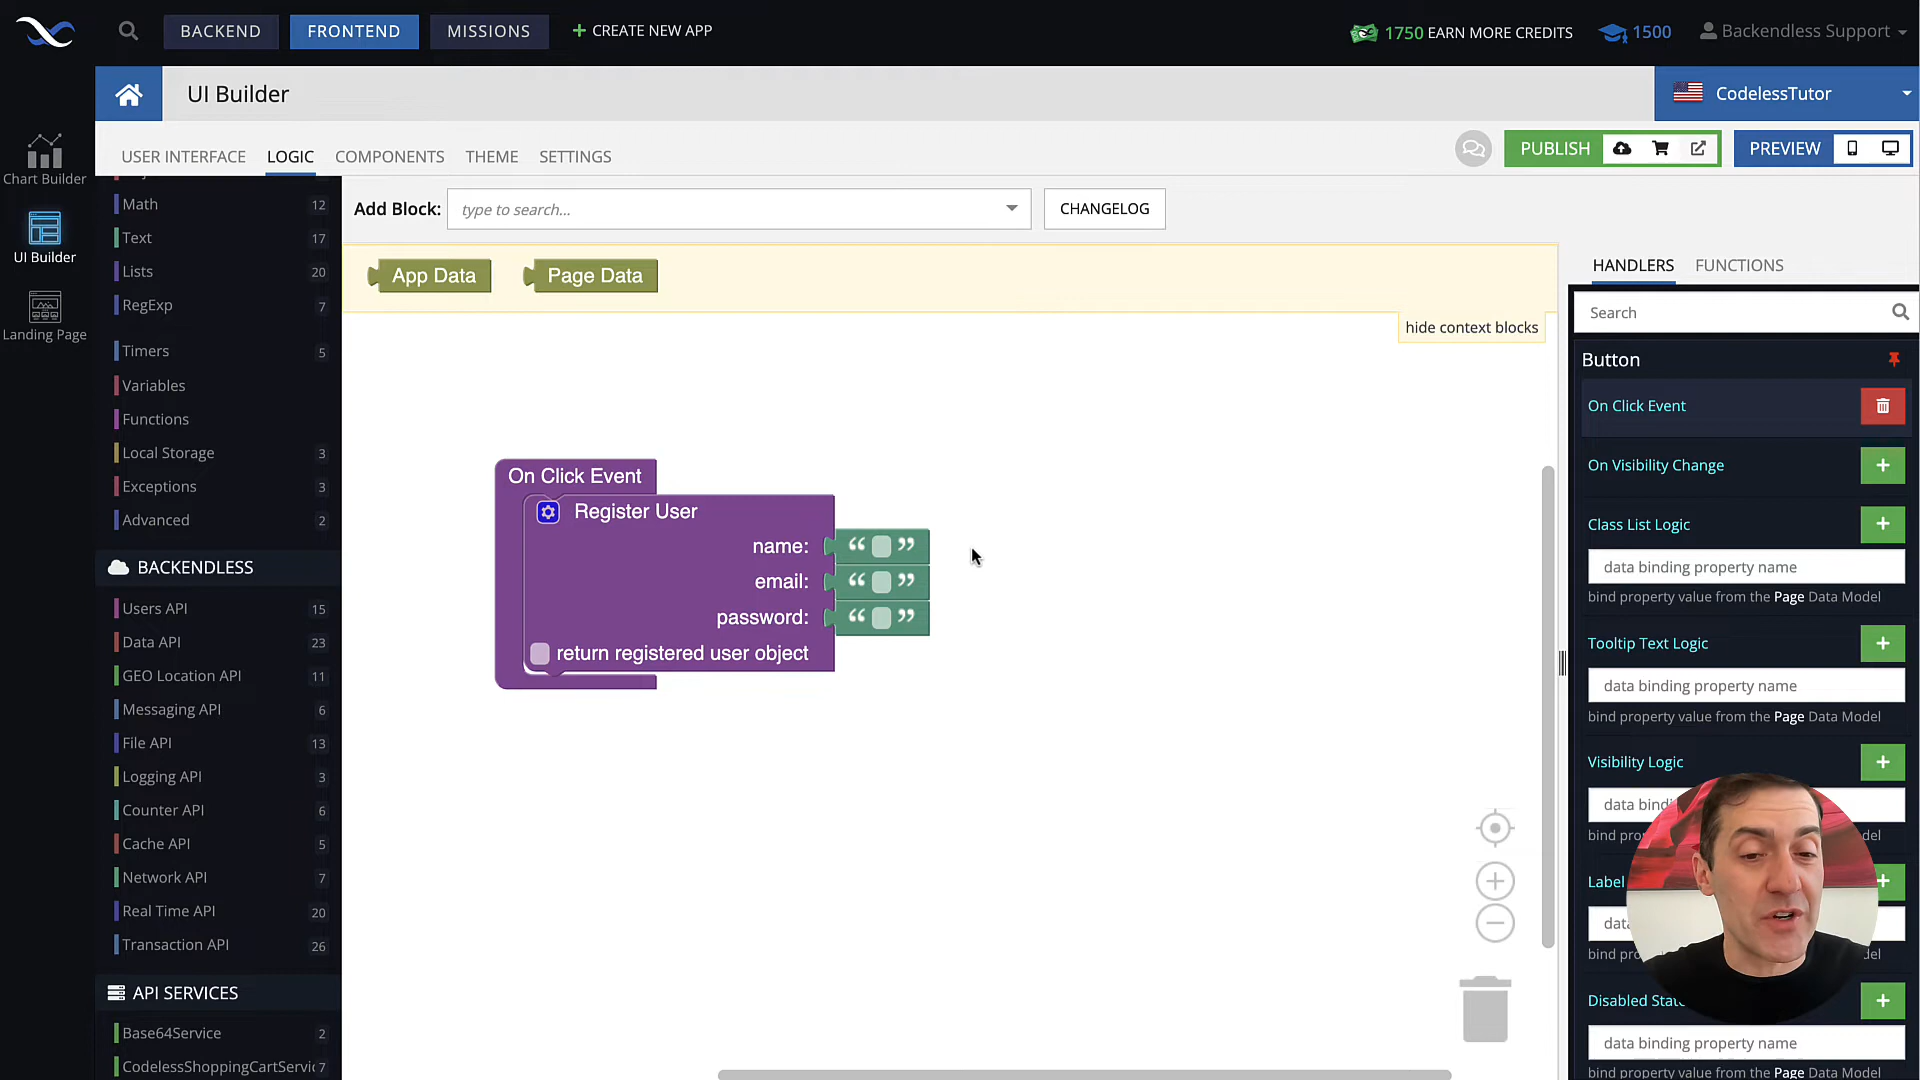 BACKEND
FRONTEND
MISSIONS
+ CREATE NEW APP
1750 EARN MORE CREDITS
1500
Backendless Support
UI Builder
CodelessTutor
USER INTERFACE
LOGIC
COMPONENTS
THEME
SETTINGS
PUBLISH
PREVIEW
Chart Builder
UI Builder
Landing Page
Math 12
Text 17
Lists 20
RegExp 7
Timers 5
Variables
Functions
Local Storage 3
Exceptions 3
Advanced 2
BACKENDLESS
Users API 15
Data API 23
GEO Location API 11
Messaging API 6
File API 13
Logging API 3
Counter API 6
Cache API 5
Network API 7
Real Time API 20
Transaction API 26
API SERVICES
Base64Service 2
CodelessShoppingCartServic 7
Add Block:
type to search...
CHANGELOG
App Data
Page Data
hide context blocks
On Click Event
Register User
name: “ ”
email: “ ”
password: “ ”
return registered user object
HANDLERS
FUNCTIONS
Search
Button
On Click Event
On Visibility Change
Class List Logic
data binding property name
bind property value from the Page Data Model
Tooltip Text Logic
data binding property name
bind property value from the Page Data Model
Visibility Logic
Label
Disabled State
data binding property name
bind property value from the Page Data Model